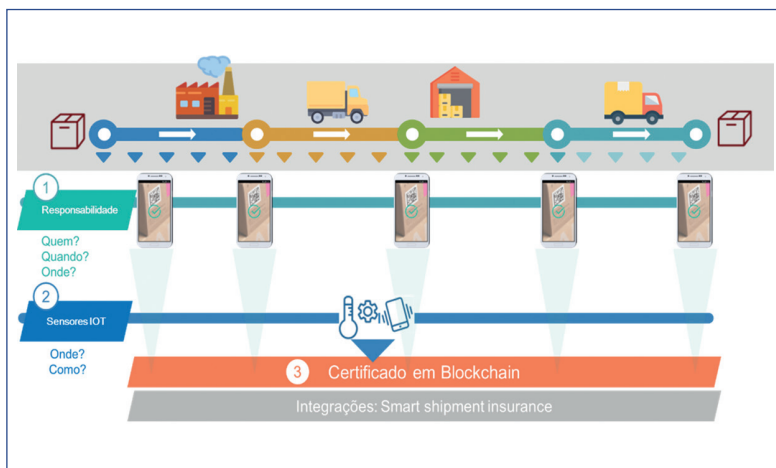 1
Responsabilidade
Quem?
Quando?
Onde?
2
Sensores IOT
Onde?
Como?
3 Certificado em Blockchain
Integrações: Smart shipment insurance